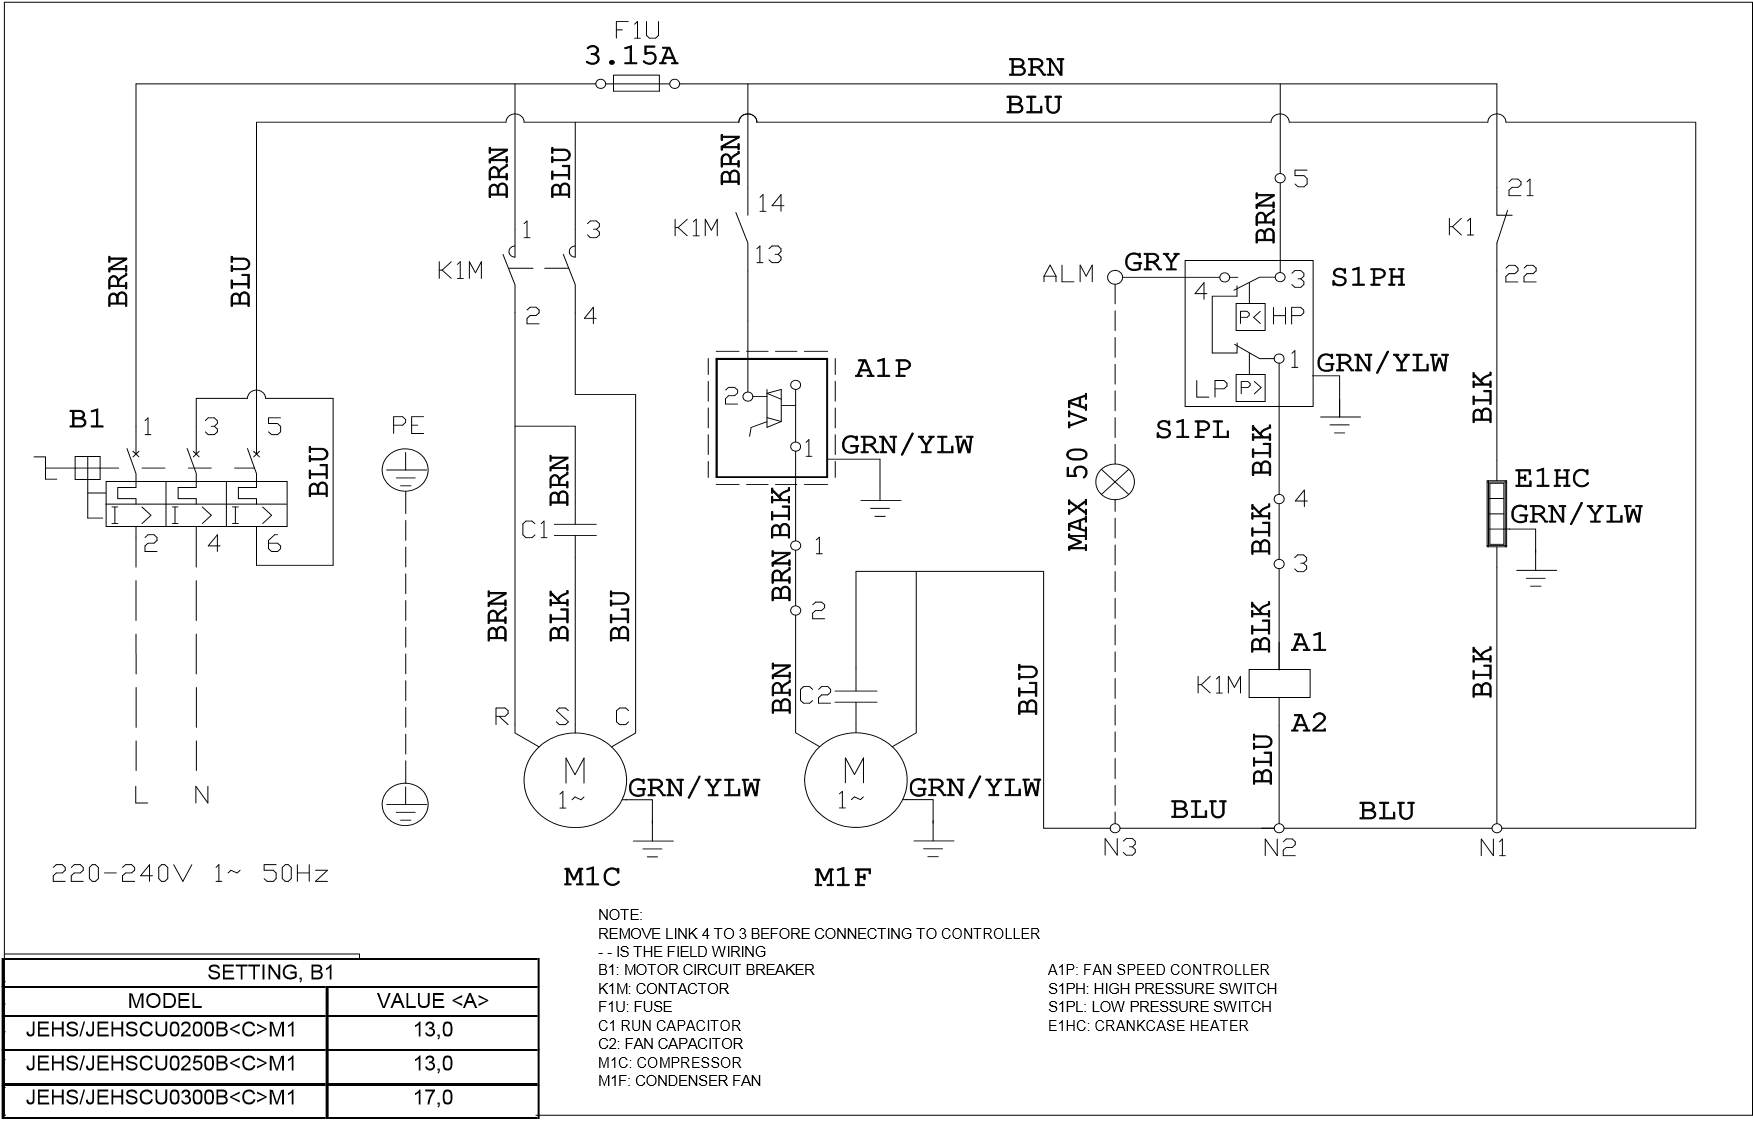 F1U
3.15A
BRN
BLU
BRN
BLU
BRN
BRN
BLU
BRN
K1M
1
3
2
4
K1M
14
13
5
BRN
21
K1
22
ALM
GRY
4
3
S1PH
P<
HP
1
GRN/YLW
LP
P>
S1PL
B1
1
3
5
BLU
I >
I >
I >
2
4
6
L
N
220-240V 1~ 50Hz
PE
BRN
C1
BRN
BLK
BLU
R
S
C
M
1~
GRN/YLW
M1C
A1P
2
1
GRN/YLW
BLK
1
BRN
2
BRN
C2
M
1~
GRN/YLW
M1F
BLU
MAX 50 VA
BLK
4
BLK
3
BLK
A1
K1M
A2
BLU
BLK
E1HC
GRN/YLW
BLK
BLU
BLU
N3
N2
N1
NOTE:
REMOVE LINK 4 TO 3 BEFORE CONNECTING TO CONTROLLER
- - IS THE FIELD WIRING
B1: MOTOR CIRCUIT BREAKER
K1M: CONTACTOR
F1U: FUSE
C1 RUN CAPACITOR
C2: FAN CAPACITOR
M1C: COMPRESSOR
M1F: CONDENSER FAN
A1P: FAN SPEED CONTROLLER
S1PH: HIGH PRESSURE SWITCH
S1PL: LOW PRESSURE SWITCH
E1HC: CRANKCASE HEATER
SETTING, B1
MODEL VALUE <A>
JEHS/JEHSCU0200B<C>M1 13,0
JEHS/JEHSCU0250B<C>M1 13,0
JEHS/JEHSCU0300B<C>M1 17,0